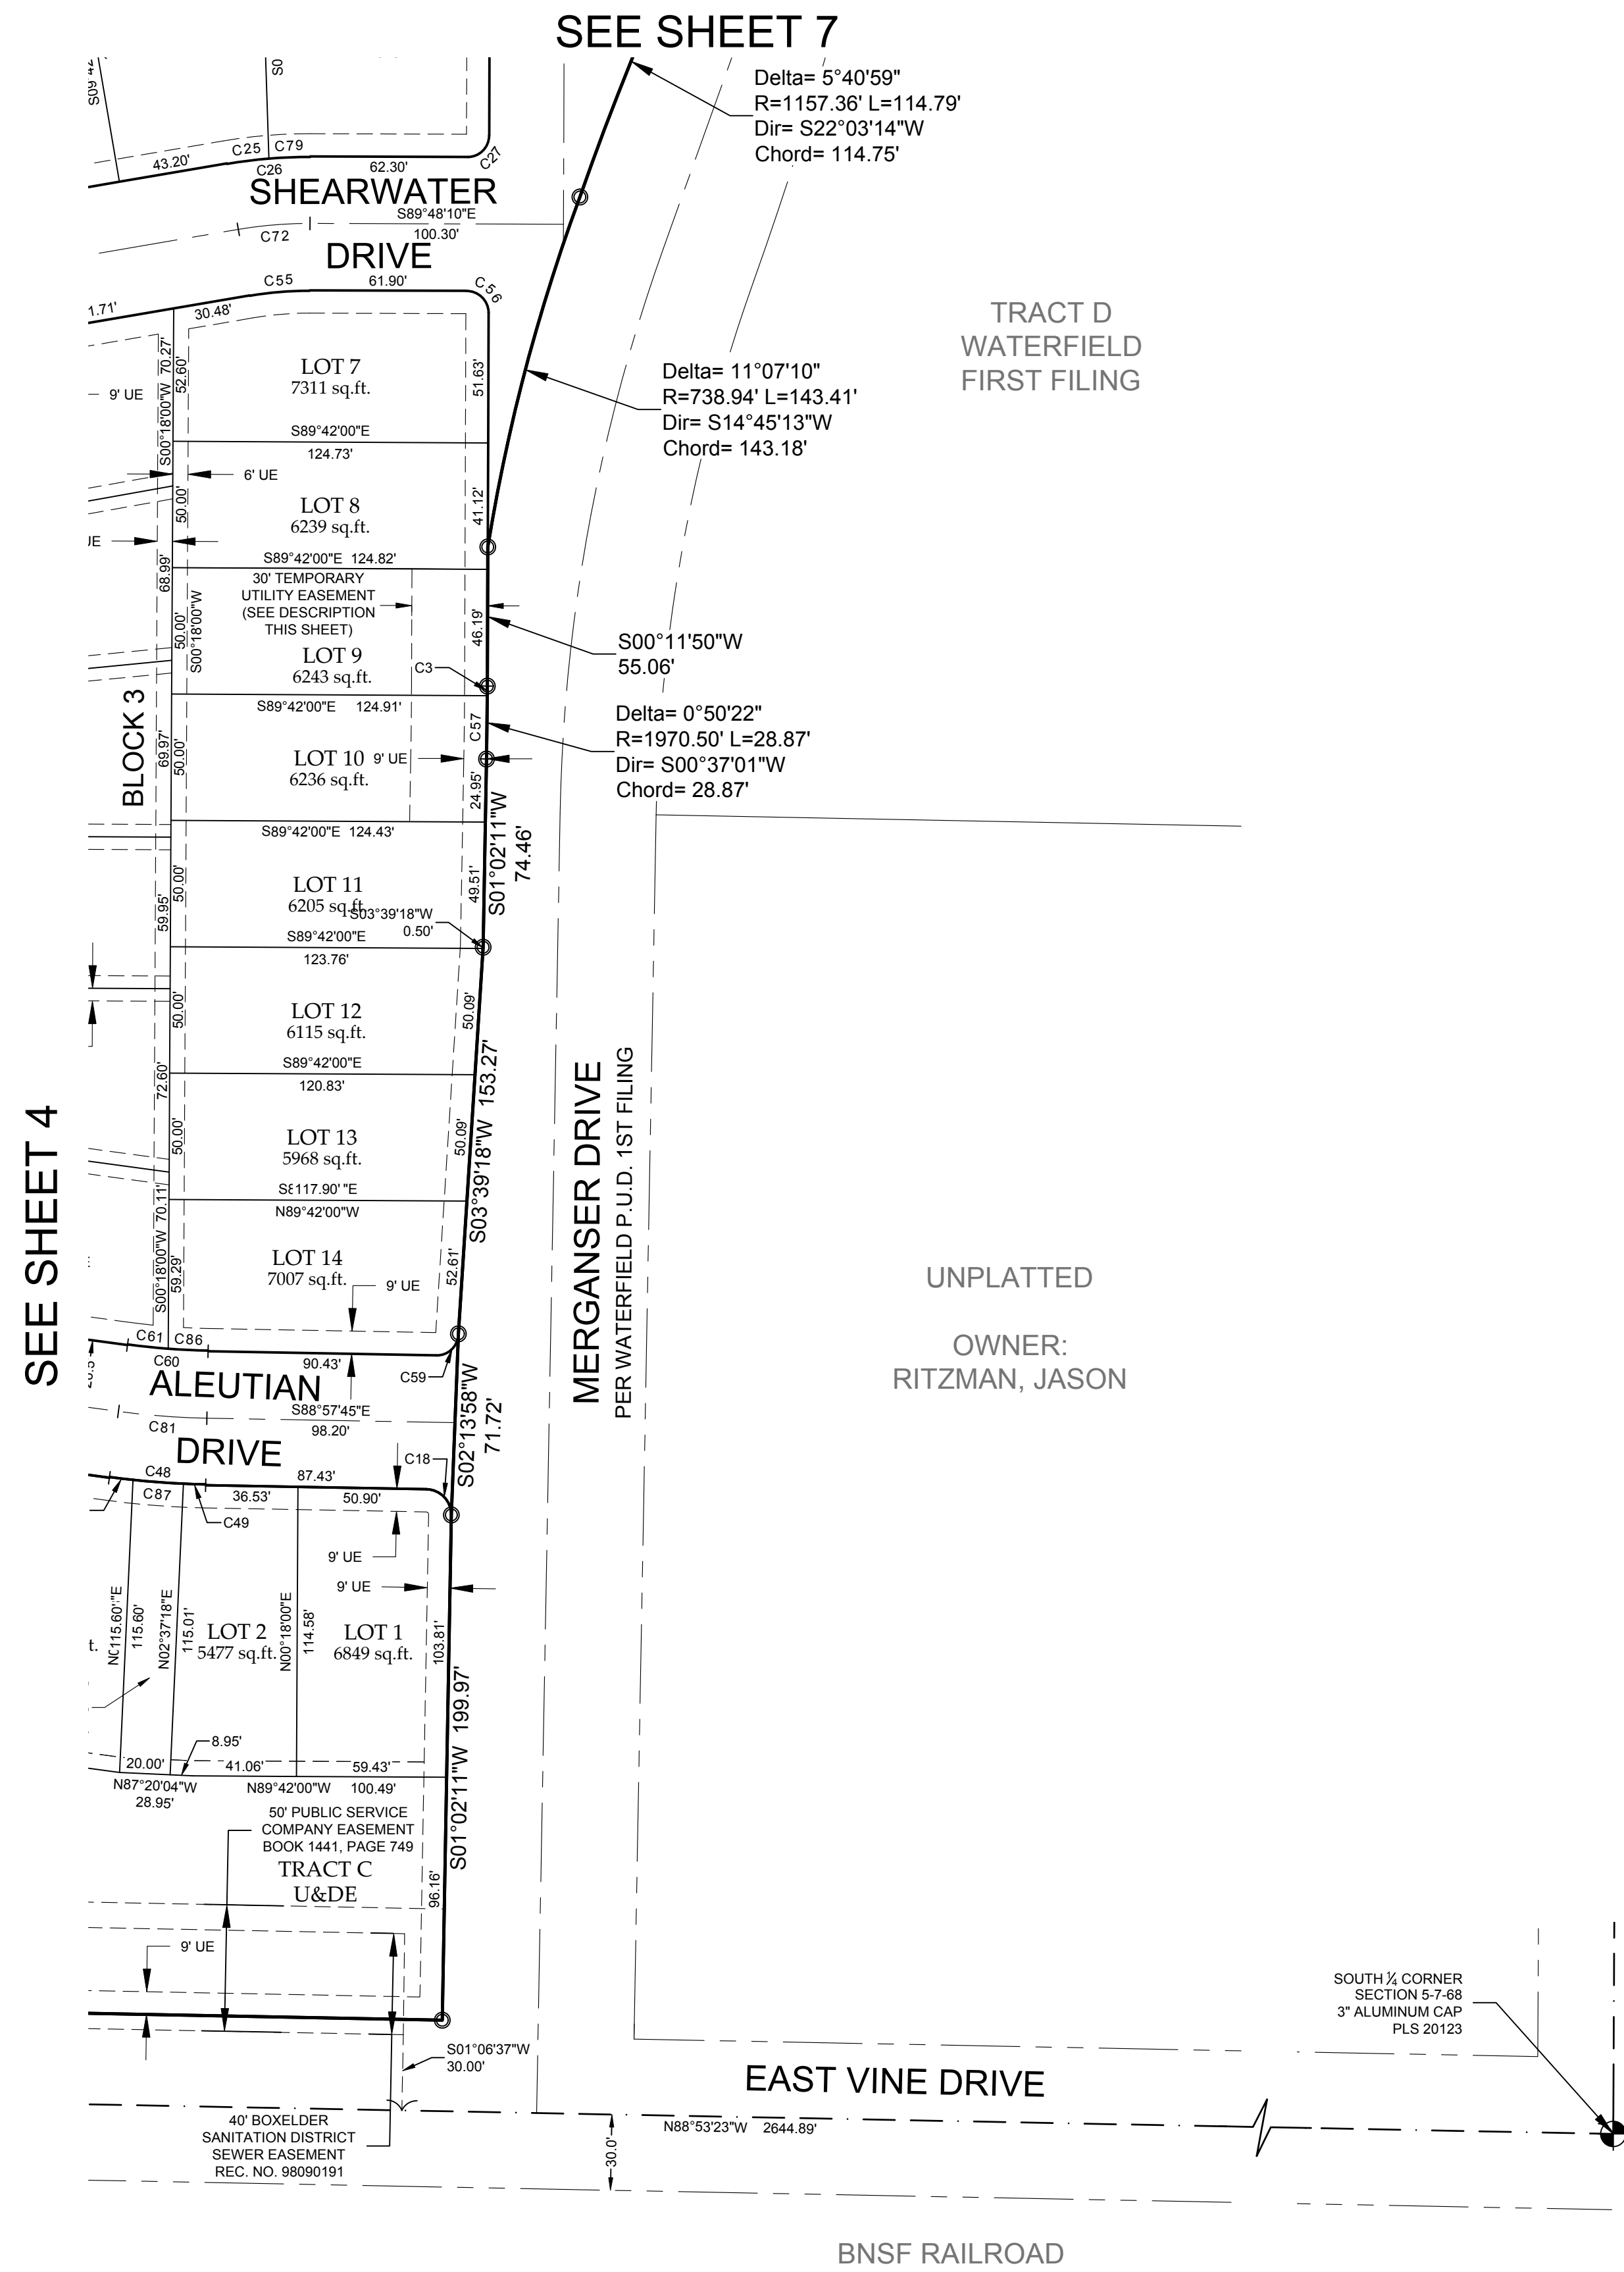 SEE SHEET 7
S0
Delta= 5°40'59"
R=1157.36' L=114.79'
Dir= S22°03'14"W
Chord= 114.75'
43.20'
C25
C79
C26
62.30'
C27
SHEARWATER
S89°48'10"E
100.30'
C72
DRIVE
C55
61.90'
C56
1.71'
30.48'
TRACT D
WATERFIELD
FIRST FILING
LOT 7
7311 sq.ft.
S00°18'00"W 70.27'
52.60'
51.63'
9' UE
Delta= 11°07'10"
R=738.94' L=143.41'
Dir= S14°45'13"W
Chord= 143.18'
S89°42'00"E
124.73'
6' UE
LOT 8
6239 sq.ft.
50.00'
41.12'
UE
S89°42'00"E 124.82'
68.99'
30' TEMPORARY
UTILITY EASEMENT
(SEE DESCRIPTION
THIS SHEET)
50.00'
S00°18'00"W
46.19'
S00°11'50"W
55.06'
LOT 9
6243 sq.ft.
C3
BLOCK 3
S89°42'00"E 124.91'
C57
Delta= 0°50'22"
R=1970.50' L=28.87'
Dir= S00°37'01"W
Chord= 28.87'
69.97'
50.00'
LOT 10
6236 sq.ft.
9' UE
24.95'
S89°42'00"E 124.43'
S01°02'11"W
74.46'
LOT 11
6205 sq.ft.
59.95'
50.00'
49.51'
S03°39'18"W
0.50'
S89°42'00"E
123.76'
LOT 12
6115 sq.ft.
50.00'
50.09'
S89°42'00"E
120.83'
72.60'
S03°39'18"W 153.27'
LOT 13
5968 sq.ft.
50.00'
50.09'
SEE SHEET 4
MERGANSER DRIVE
PER WATERFIELD P.U.D. 1ST FILING
117.90' "E
N89°42'00"W
LOT 14
7007 sq.ft.
S00°18'00"W 70.11'
59.29'
52.61'
9' UE
UNPLATTED
OWNER:
RITZMAN, JASON
C61
C86
C60
90.43'
C59
ALEUTIAN
S88°57'45"E
98.20'
C81
DRIVE
S02°13'58"W
71.72'
C18
C48
87.43'
C87
36.53'
50.90'
C49
9' UE
9' UE
115.60' "E
115.60'
N02°37'18"E
115.01'
LOT 2
5477 sq.ft.
N00°18'00"E
114.58'
LOT 1
6849 sq.ft.
103.81'
t.
S01°02'11"W 199.97'
8.95'
20.00'
41.06'
59.43'
N87°20'04"W
28.95'
N89°42'00"W 100.49'
50' PUBLIC SERVICE
COMPANY EASEMENT
BOOK 1441, PAGE 749
TRACT C
U&DE
96.16'
9' UE
SOUTH ¼ CORNER
SECTION 5-7-68
3" ALUMINUM CAP
PLS 20123
S01°06'37"W
30.00'
EAST VINE DRIVE
N88°53'23"W 2644.89'
40' BOXELDER
SANITATION DISTRICT
SEWER EASEMENT
REC. NO. 98090191
30.0'
BNSF RAILROAD